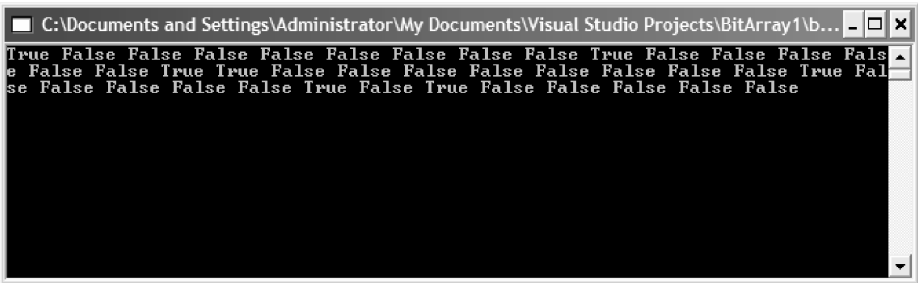 C:\Documents and Settings\Administrator\My Documents\Visual Studio Projects\BitArray1\b...
True False False False False False False False True False False False Fals
e False False True True False False False False False False False True Fal
se False False False False True False True False False False False False